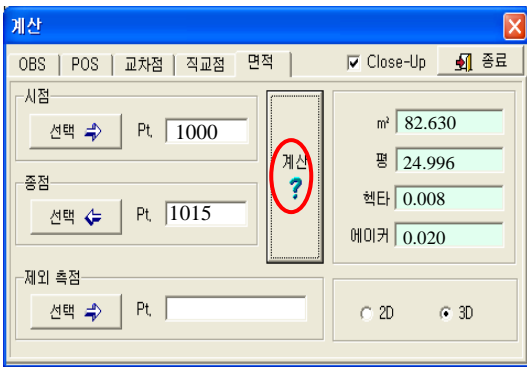 계산
OBS POS 교차점 직교점 면적 Close-Up 종료
시점
선택 Pt. 1000
종점
선택 Pt. 1015
제외 측점
선택 Pt.
계산
?
m² 82.630
평 24.996
헥타 0.008
에이커 0.020
2D 3D